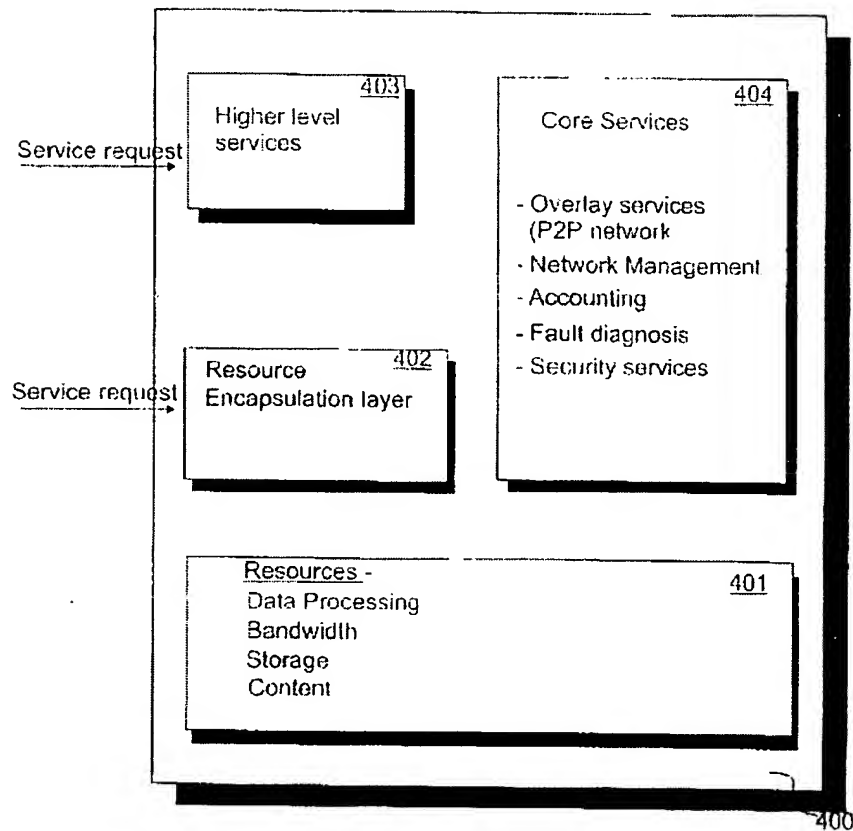 403
Higher level
services
Service request
404
Core Services
- Overlay services
(P2P network
- Network Management
- Accounting
- Fault diagnosis
- Security services
402
Resource
Encapsulation layer
Service request
401
Resources -
Data Processing
Bandwidth
Storage
Content
400